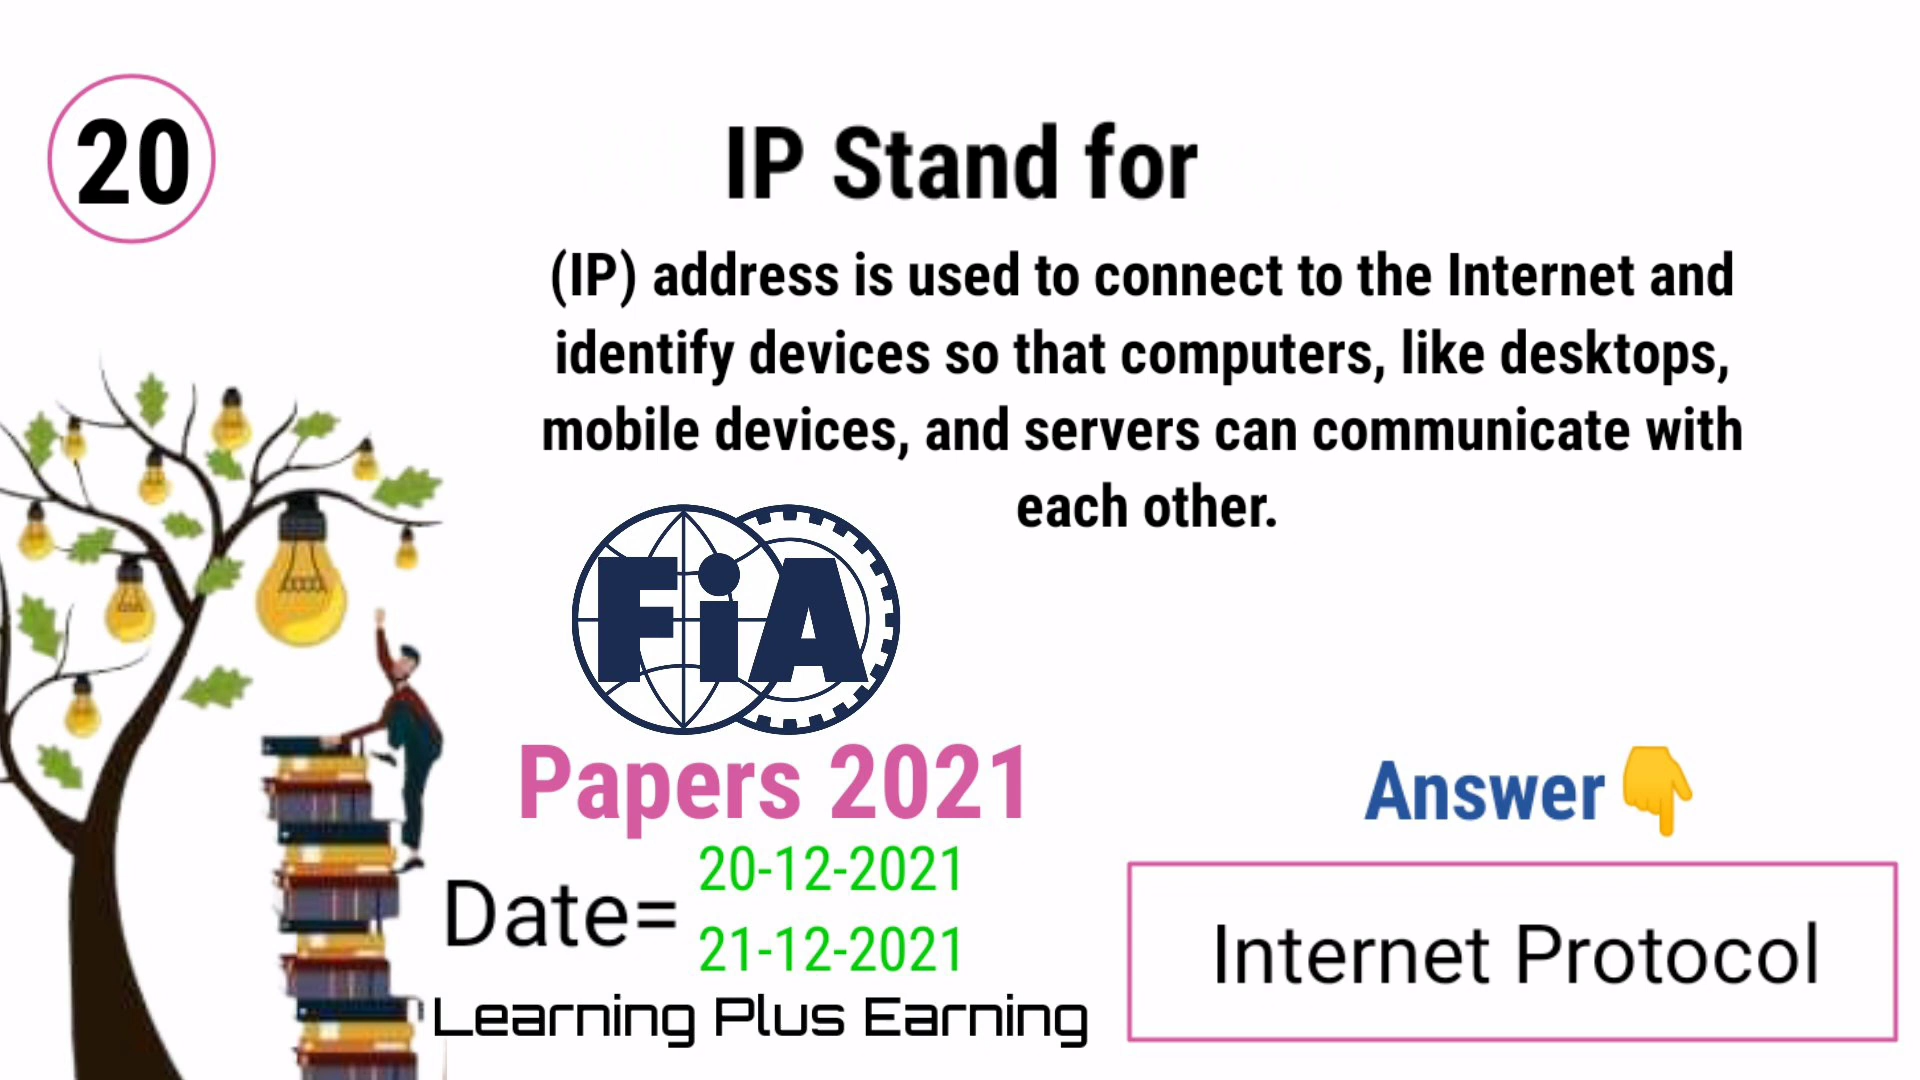 20
IP Stand for
(IP) address is used to connect to the Internet and
identify devices so that computers, like desktops,
mobile devices, and servers can communicate with
each other.
FiA
Papers 2021
Date=
20-12-2021
21-12-2021
Learning Plus Earning
Answer
Internet Protocol